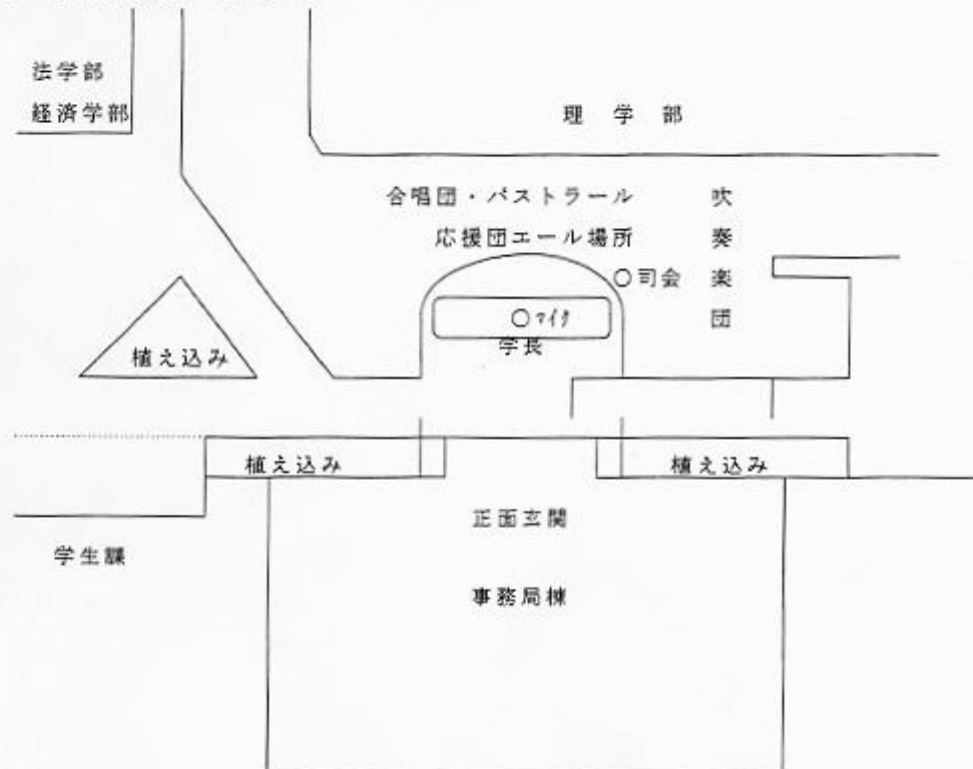 法学部
経済学部
理学部
合唱団・パストラール
応援団エール場所
吹奏楽団
○司会
○マイク
学長
植え込み
植え込み
植え込み
正面玄関
学生課
事務局棟